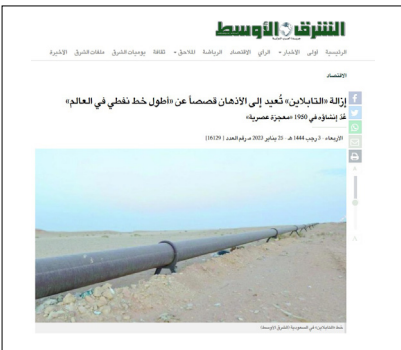 الشرق الأوسط
الرئيسية أولى الأخبار الرأي الاقتصاد الرياضة الملاحق ثقافة يوميات الشرق ملفات الشرق الأخيرة
الاقتصاد
إزالة «التابلاين» تُعيد إلى الأذهان قصصاً عن «أطول خط نفطي في العالم»
عُدّ إنشاؤه في 1950 «معجزة عصرية»
الأربعاء - 3 رجب 1444 هـ - 25 يناير 2023 مـ رقم العدد [16129]
خط «التابلاين» في السعودية (الشرق الأوسط)